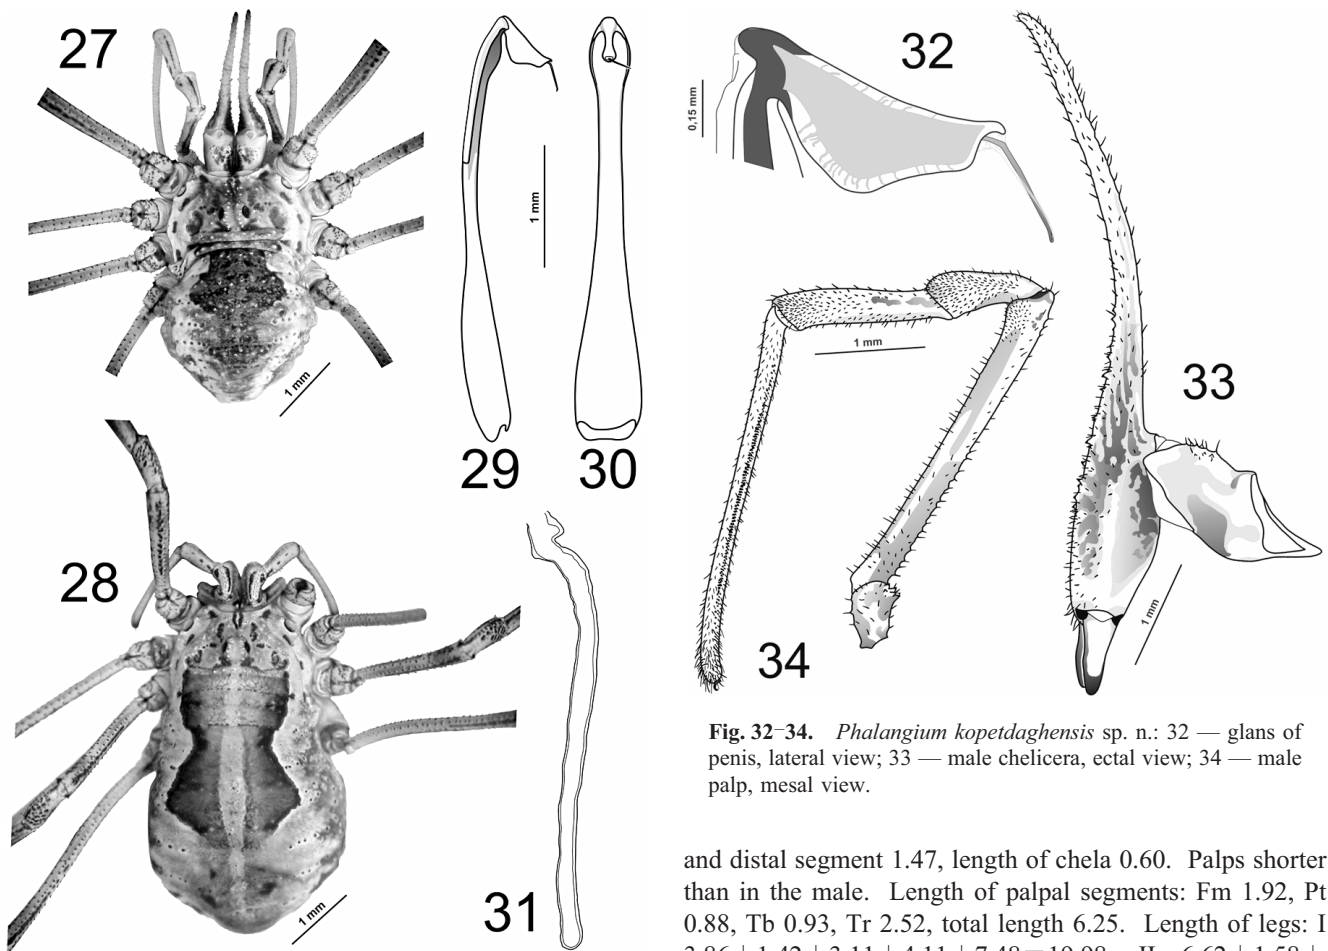 27
1 mm
29
30
1 mm
32
0,15 mm
33
1 mm
34
1 mm
28
1 mm
31
Fig. 32–34. Phalangium kopetdaghensis sp. n.: 32 — glans of
penis, lateral view; 33 — male chelicera, ectal view; 34 — male
palp, mesal view.
and distal segment 1.47, length of chela 0.60. Palps shorter
than in the male. Length of palpal segments: Fm 1.92, Pt
0.88, Tb 0.93, Tr 2.52, total length 6.25. Length of legs: I